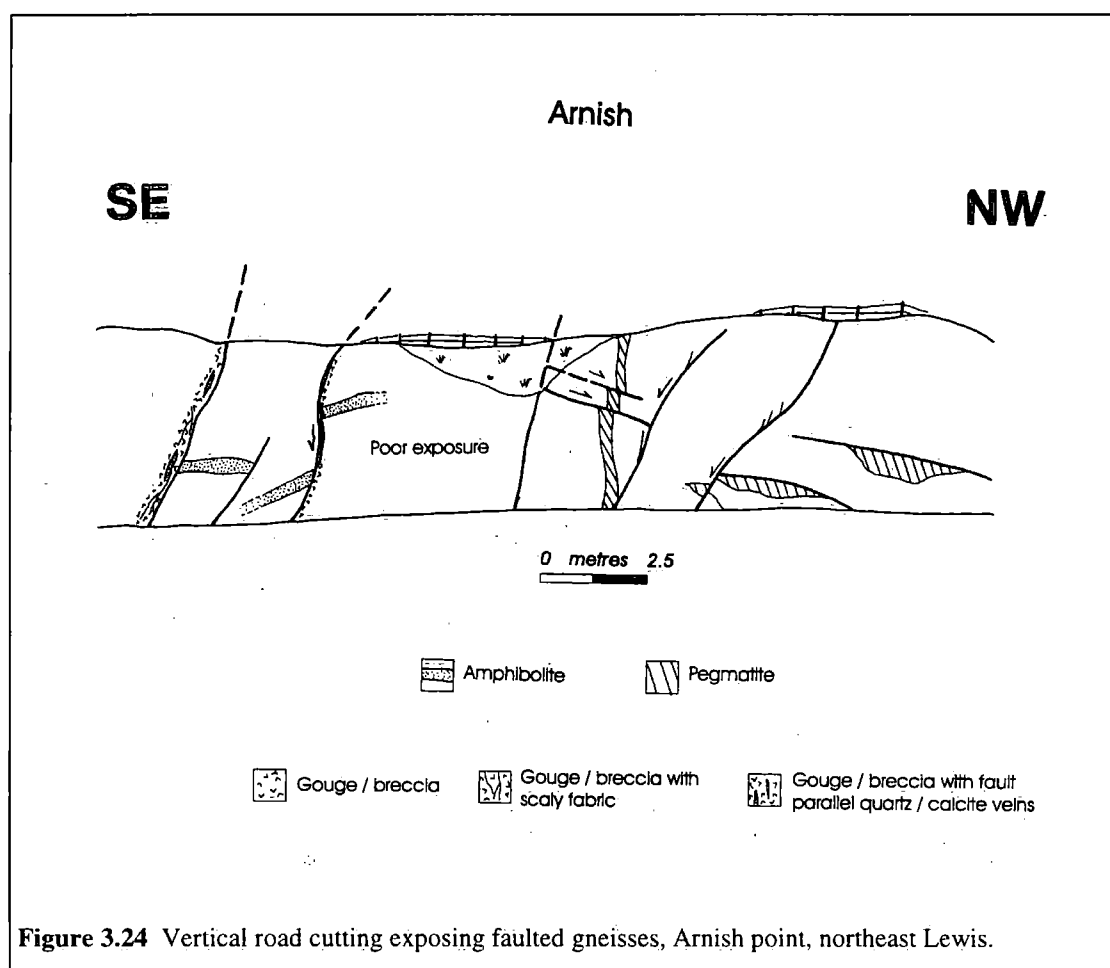 Arnish
SE
NW
Poor exposure
0 metres 2.5
Amphibolite
Pegmatite
Gouge / breccia
Gouge / breccia with
scaly fabric
Gouge / breccia with fault
parallel quartz / calcite veins
Figure 3.24 Vertical road cutting exposing faulted gneisses, Arnish point, northeast Lewis.